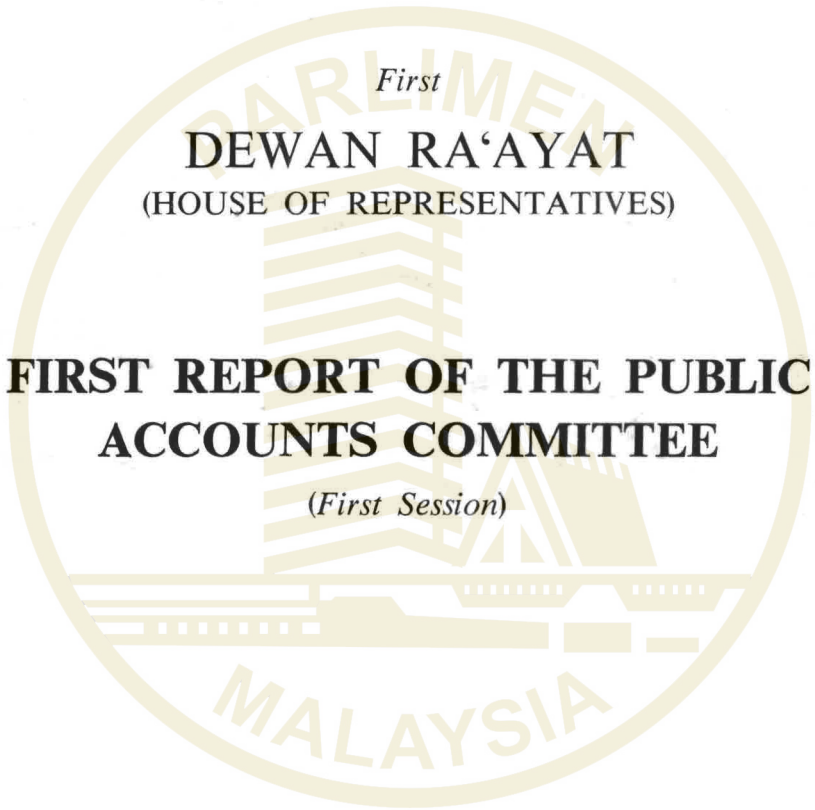 PARLIMEN
First
DEWAN RA‘AYAT
(HOUSE OF REPRESENTATIVES)
FIRST REPORT OF THE PUBLIC
ACCOUNTS COMMITTEE
(First Session)
MALAYSIA